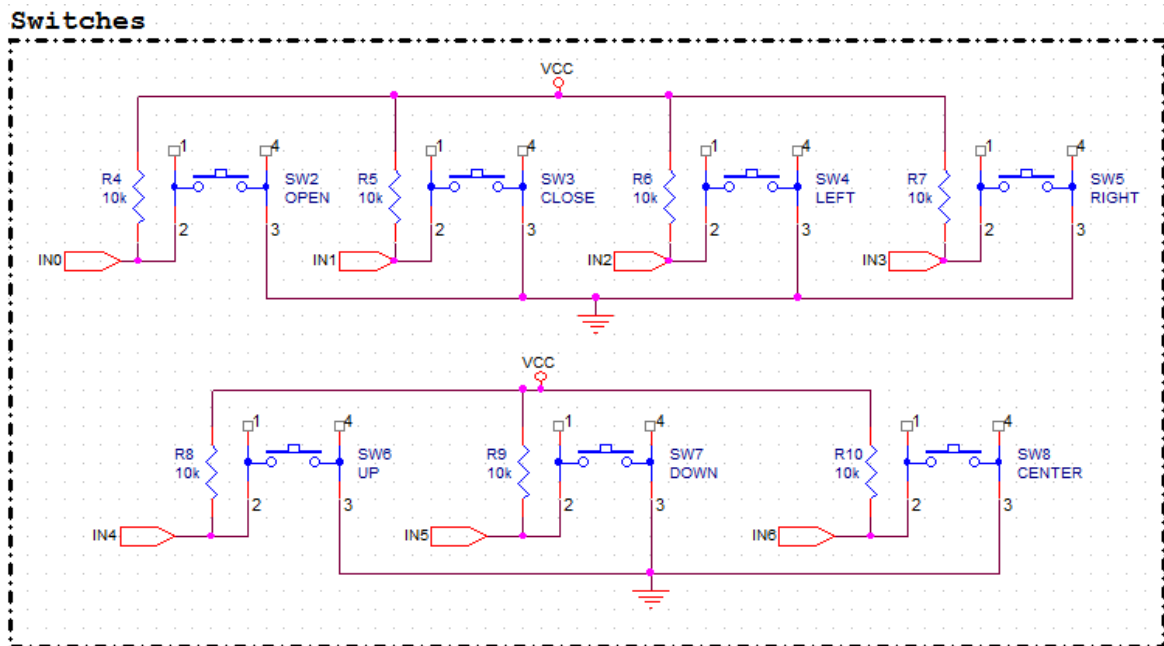 Switches
VCC
1 4 1 4 1 4 1 4
R4 SW2 R5 SW3 R6 SW4 R7 SW5
10k OPEN 10k CLOSE 10k LEFT 10k RIGHT
2 3 2 3 2 3 2 3
IN0 IN1 IN2 IN3
VCC
1 4 1 4 1 4
R8 SW6 R9 SW7 R10 SW8
10k UP 10k DOWN 10k CENTER
2 3 2 3 2 3
IN4 IN5 IN6